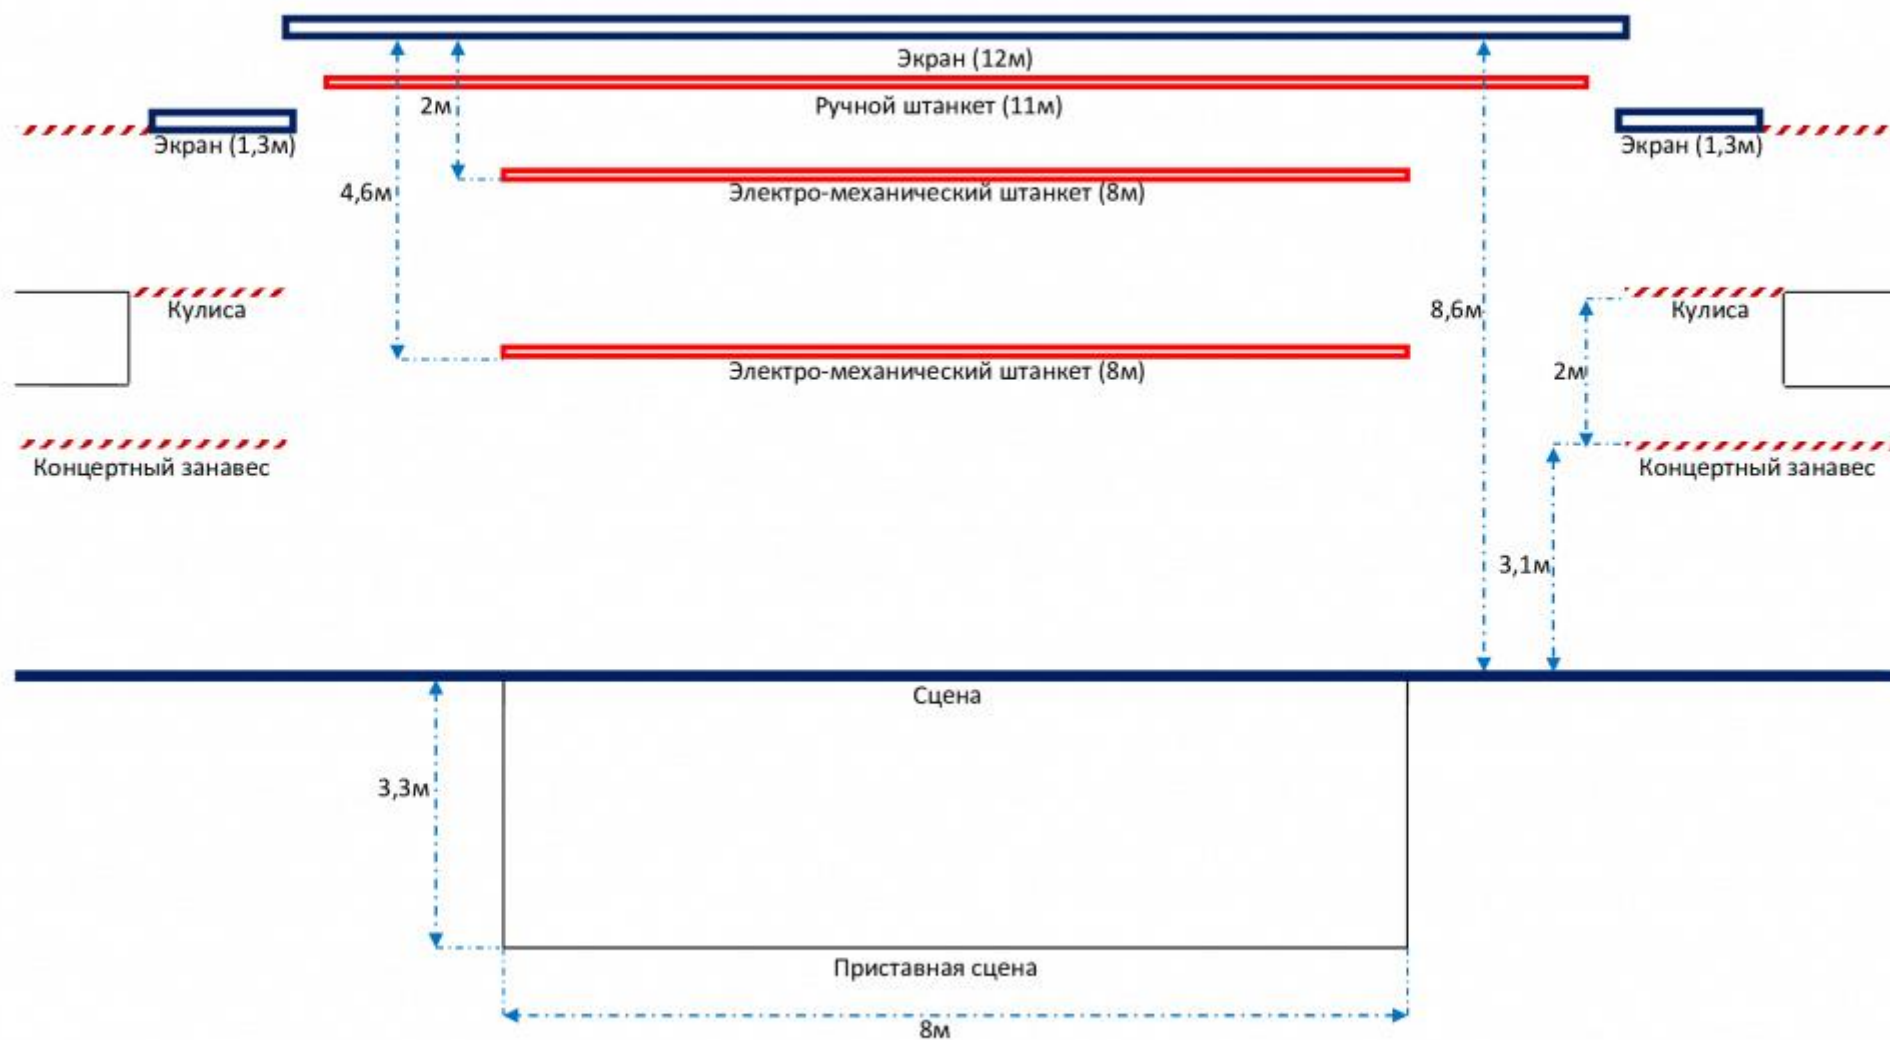 Экран (12м)
2м
Ручной штанкет (11м)
Экран (1,3м)
Экран (1,3м)
4,6м
Электро-механический штанкет (8м)
Кулиса
8,6м
Кулиса
Электро-механический штанкет (8м)
2м
Концертный занавес
Концертный занавес
3,1м
Сцена
3,3м
Приставная сцена
8м